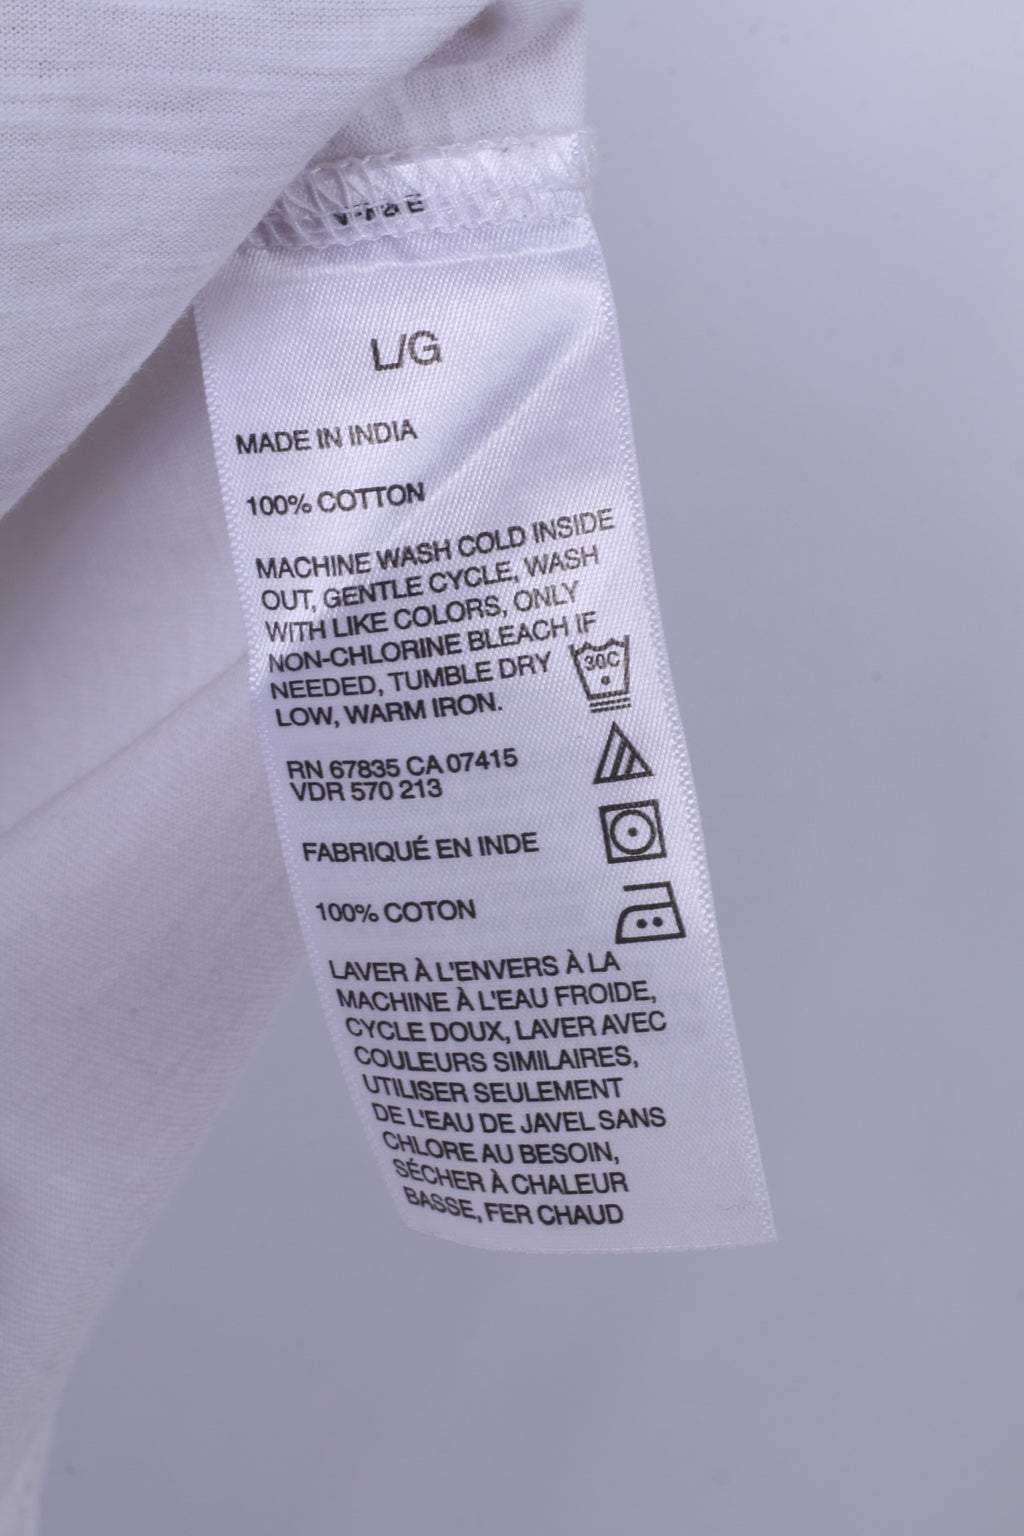 L/G
MADE IN INDIA
100% COTTON
MACHINE WASH COLD INSIDE
OUT, GENTLE CYCLE, WASH
WITH LIKE COLORS, ONLY
NON-CHLORINE BLEACH IF
NEEDED, TUMBLE DRY
LOW, WARM IRON.
30C
RN 67835 CA 07415
VDR 570 213
FABRIQUÉ EN INDE
100% COTON
LAVER À L'ENVERS À LA
MACHINE À L'EAU FROIDE,
CYCLE DOUX, LAVER AVEC
COULEURS SIMILAIRES,
UTILISER SEULEMENT
DE L'EAU DE JAVEL SANS
CHLORE AU BESOIN,
SÉCHER À CHALEUR
BASSE, FER CHAUD